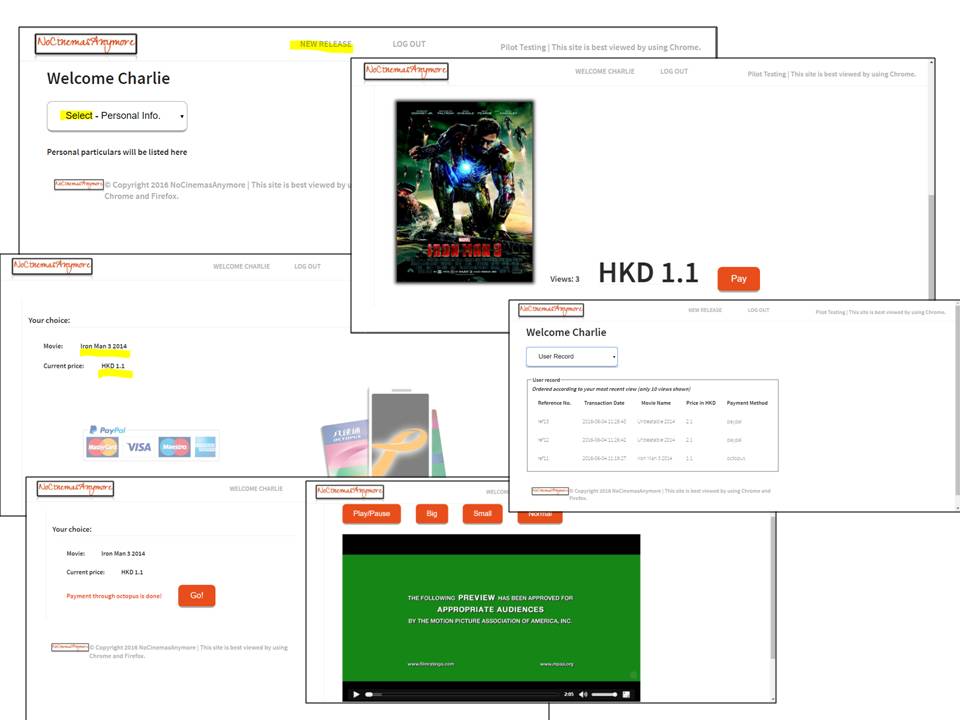 NoCinemasAnymore
NEW RELEASE
LOG OUT
Pilot Testing | This site is best viewed by using Chrome.
Welcome Charlie
Select - Personal Info.
Personal particulars will be listed here
NoCinemasAnymore © Copyright 2016 NoCinemasAnymore | This site is best viewed by u
Chrome and Firefox.
NoCinemasAnymore
WELCOME CHARLIE
LOG OUT
Pilot Testing | This site is best viewed by using Chrome.
MARVEL
IRON MAN 3
Views: 3
HKD 1.1
Pay
NoCinemasAnymore
WELCOME CHARLIE
LOG OUT
Your choice:
Movie: Iron Man 3 2014
Current price: HKD 1.1
PayPal
MasterCard
VISA
Maestro
八達通
OCTOPUS
NoCinemasAnymore
NEW RELEASE
LOG OUT
Pilot Testing | This site is best viewed by using Chrome.
Welcome Charlie
User Record
User record
Ordered according to your most recent view (only 10 views shown)
Reference No. Transaction Date Movie Name Price in HKD Payment Method
ref13 2016-06-04 11:26:43 Unbeatable 2014 2.1 paypal
ref12 2016-06-04 11:26:42 Unbeatable 2014 2.1 paypal
ref11 2016-06-04 11:19:27 Iron Man 3 2014 1.1 octopus
NoCinemasAnymore © Copyright 2016 NoCinemasAnymore | This site is best viewed by using Chrome and
Firefox.
NoCinemasAnymore
WELCOME CHARLIE
Your choice:
Movie: Iron Man 3 2014
Current price: HKD 1.1
Payment through octopus is done!
Go!
NoCinemasAnymore © Copyright 2016 NoCinemasAnymore | This site is best viewed by using
Chrome and Firefox.
NoCinemasAnymore
WELCOM
Play/Pause
Big
Small
Normal
THE FOLLOWING PREVIEW HAS BEEN APPROVED FOR
APPROPRIATE AUDIENCES
BY THE MOTION PICTURE ASSOCIATION OF AMERICA, INC.
www.filmratings.com
www.mpaa.org
2:05